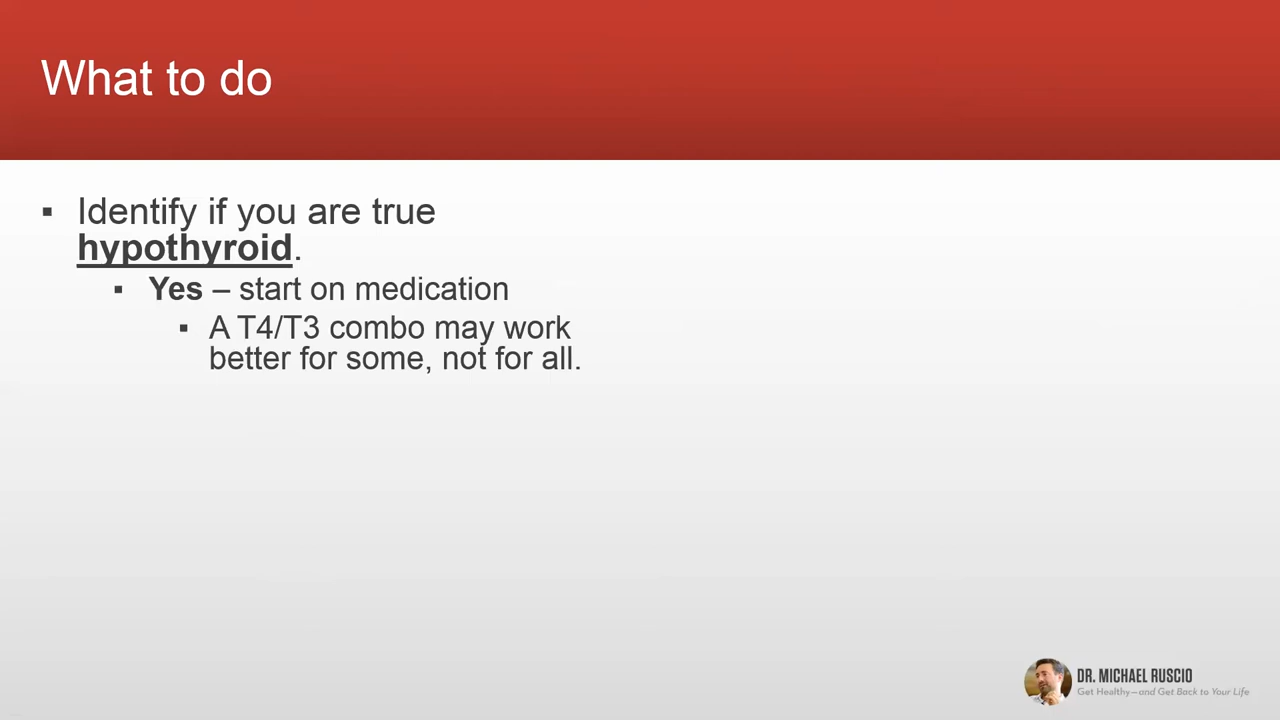 What to do
▪ Identify if you are true
hypothyroid.
▪ Yes – start on medication
▪ A T4/T3 combo may work
better for some, not for all.
DR. MICHAEL RUSCIO
Get Healthy—and Get Back to Your Life